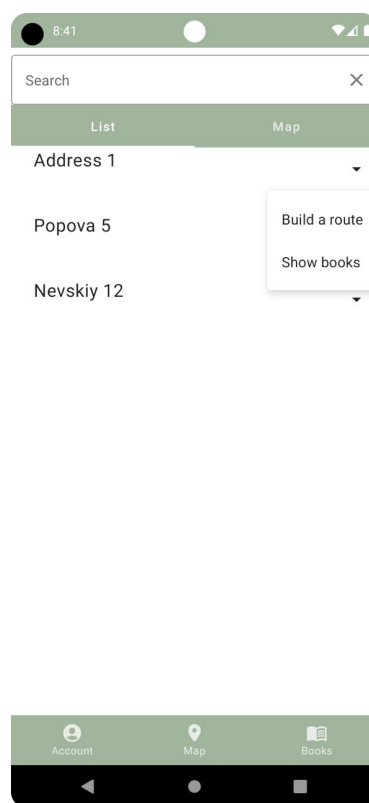 8:41
Search
List Map
Address 1
Popova 5
Build a route
Show books
Nevskiy 12
Account Map Books